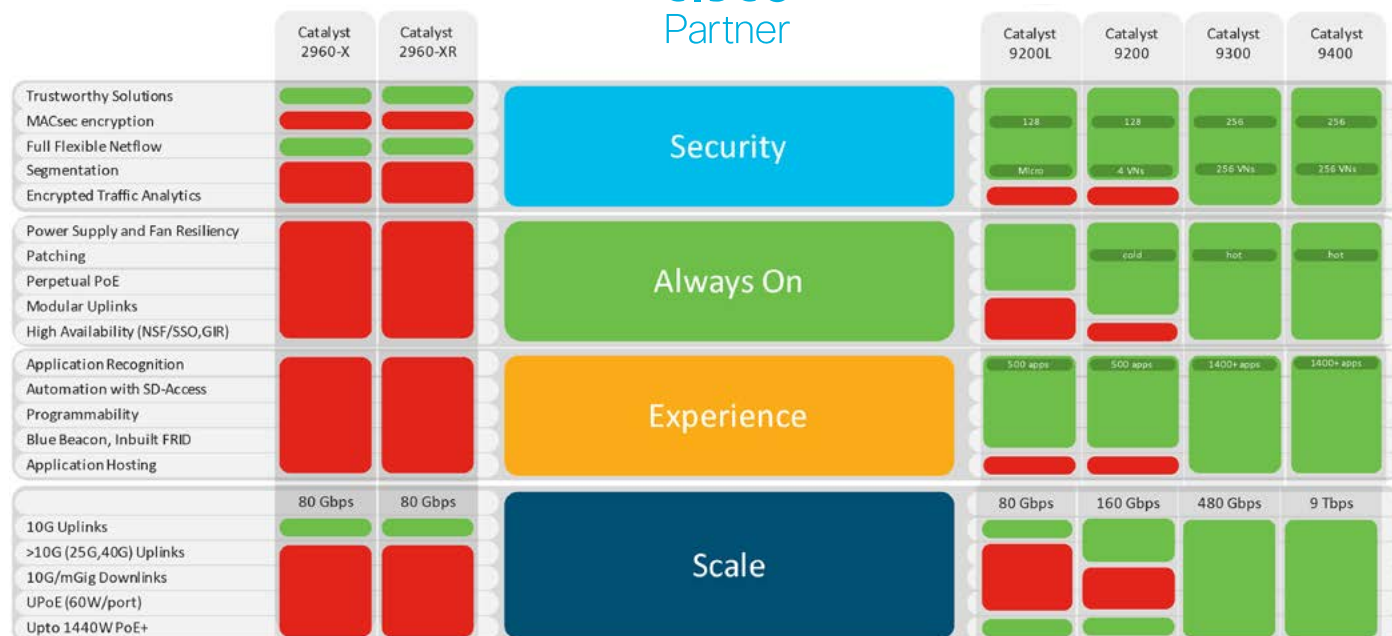 Partner
Catalyst 2960-X
Catalyst 2960-XR
Catalyst 9200L
Catalyst 9200
Catalyst 9300
Catalyst 9400
Trustworthy Solutions
MACsec encryption
128
128
256
256
Full Flexible Netflow
Segmentation
Micro
4 VNs
256 VNs
256 VNs
Encrypted Traffic Analytics
Security
Power Supply and Fan Resiliency
Patching
cold
hot
hot
Perpetual PoE
Modular Uplinks
High Availability (NSF/SSO,GIR)
Always On
Application Recognition
500 apps
500 apps
1400+ apps
1400+ apps
Automation with SD-Access
Programmability
Blue Beacon, Inbuilt FRID
Application Hosting
Experience
80 Gbps
80 Gbps
80 Gbps
160 Gbps
480 Gbps
9 Tbps
10G Uplinks
>10G (25G,40G) Uplinks
10G/mGig Downlinks
UPoE (60W/port)
Upto 1440W PoE+
Scale